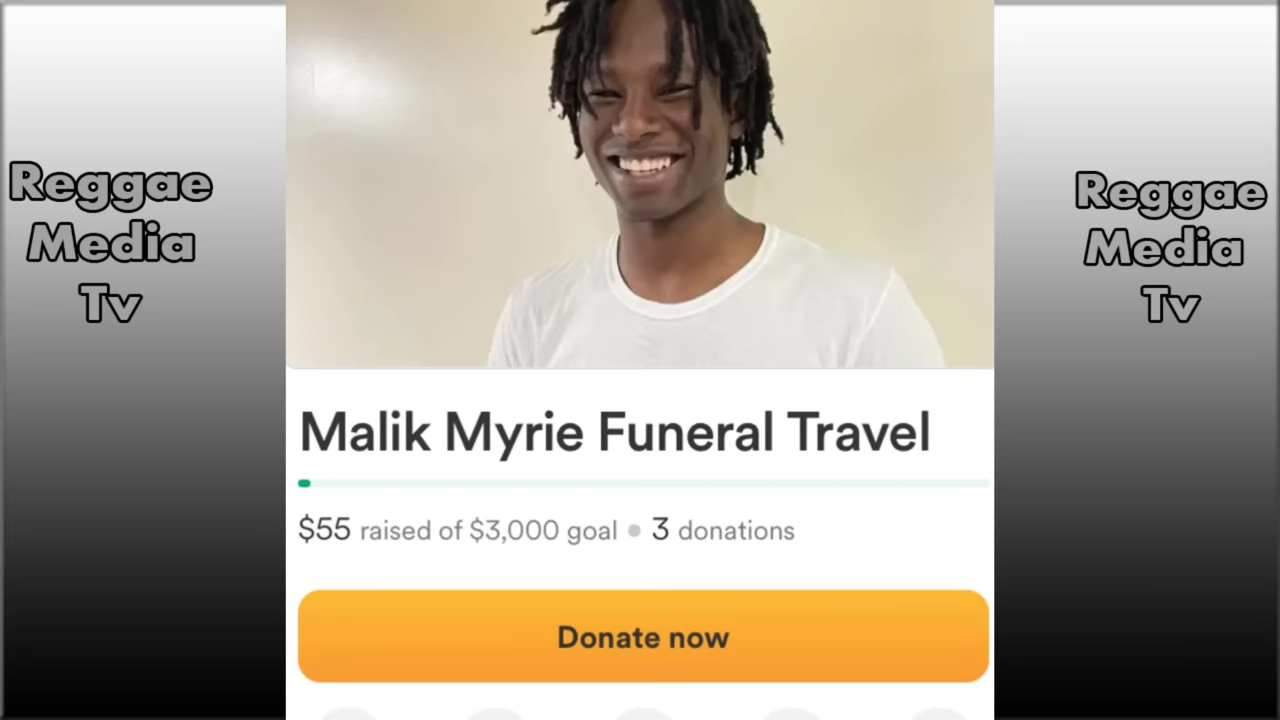 Reggae
Media
Tv
Malik Myrie Funeral Travel
$55 raised of $3,000 goal • 3 donations
Donate now
Reggae
Media
Tv